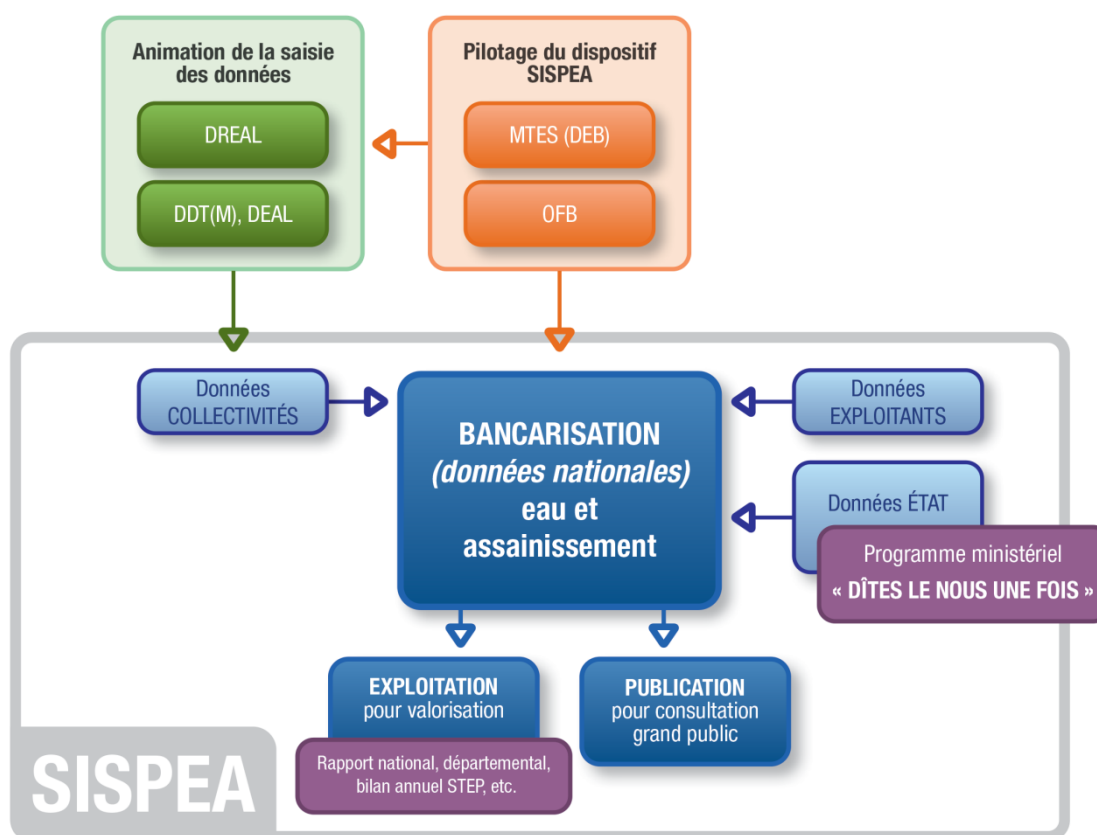 Animation de la saisie
des données
DREAL
DDT(M), DEAL
Pilotage du dispositif
SISPEA
MTES (DEB)
OFB
Données
COLLECTIVITÉS
BANCARISATION
(données nationales)
eau et
assainissement
Données
EXPLOITANTS
Données ÉTAT
Programme ministériel
« DÎTES LE NOUS UNE FOIS »
EXPLOITATION
pour valorisation
Rapport national, départemental,
bilan annuel STEP, etc.
PUBLICATION
pour consultation
grand public
SISPEA